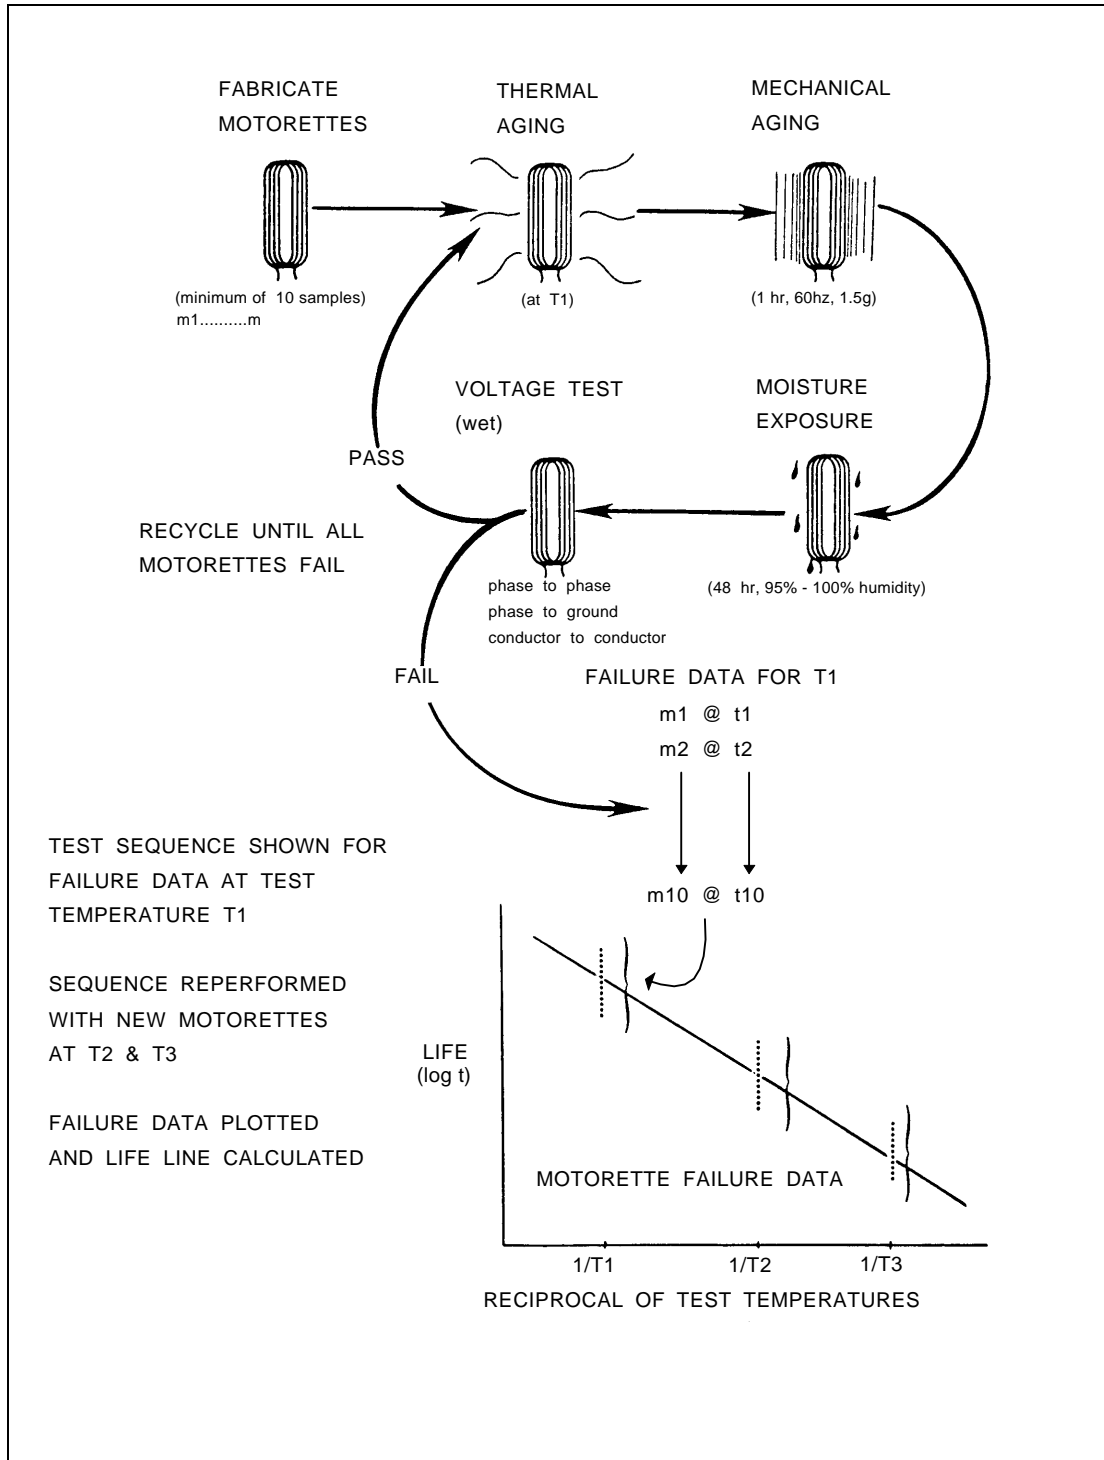 FABRICATE
MOTORETTES
(minimum of 10 samples)
m1..........m
THERMAL
AGING
(at T1)
MECHANICAL
AGING
(1 hr, 60hz, 1.5g)
MOISTURE
EXPOSURE
(48 hr, 95% - 100% humidity)
VOLTAGE TEST
(wet)
phase to phase
phase to ground
conductor to conductor
PASS
RECYCLE UNTIL ALL
MOTORETTES FAIL
FAIL
FAILURE DATA FOR T1
m1 @ t1
m2 @ t2
m10 @ t10
TEST SEQUENCE SHOWN FOR
FAILURE DATA AT TEST
TEMPERATURE T1
SEQUENCE REPERFORMED
WITH NEW MOTORETTES
AT T2 & T3
FAILURE DATA PLOTTED
AND LIFE LINE CALCULATED
LIFE
(log t)
MOTORETTE FAILURE DATA
1/T1
1/T2
1/T3
RECIPROCAL OF TEST TEMPERATURES